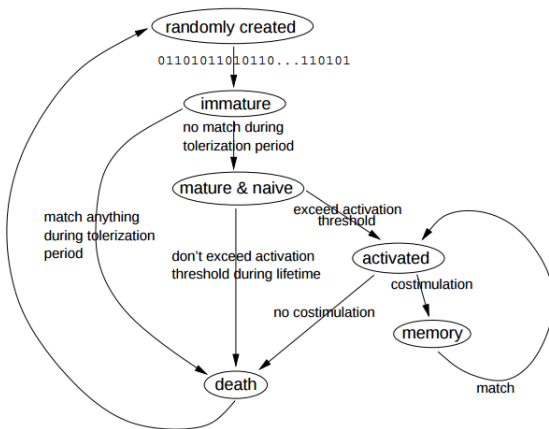 randomly created
01101011010110...110101
immature
no match during
tolerization period
mature & naive
exceed activation
threshold
match anything
during tolerization
period
don't exceed activation
threshold during lifetime
activated
costimulation
no costimulation
memory
death
match